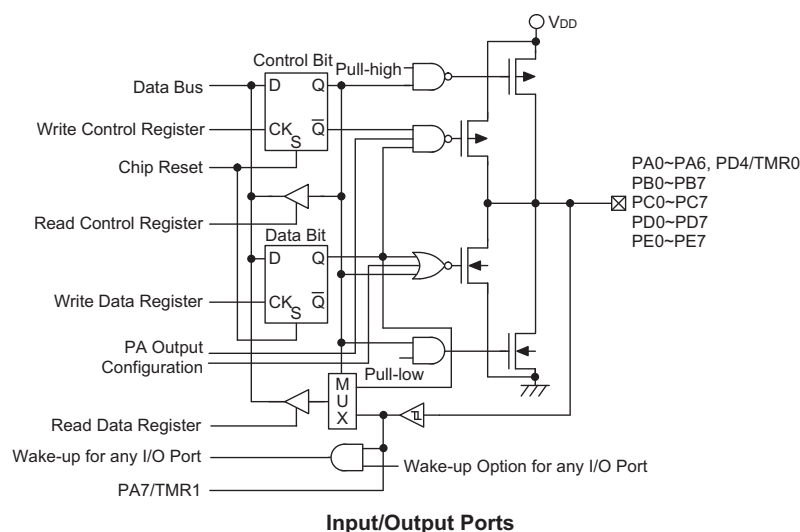 VDD
Control Bit
Pull-high
Data Bus
D Q
Write Control Register
CK Q
S
Chip Reset
PA0~PA6, PD4/TMR0
PB0~PB7
PC0~PC7
PD0~PD7
PE0~PE7
Read Control Register
Data Bit
D Q
Write Data Register
CK Q
S
PA Output
Configuration
Pull-low
M
U
X
Read Data Register
Wake-up for any I/O Port
Wake-up Option for any I/O Port
PA7/TMR1
Input/Output Ports